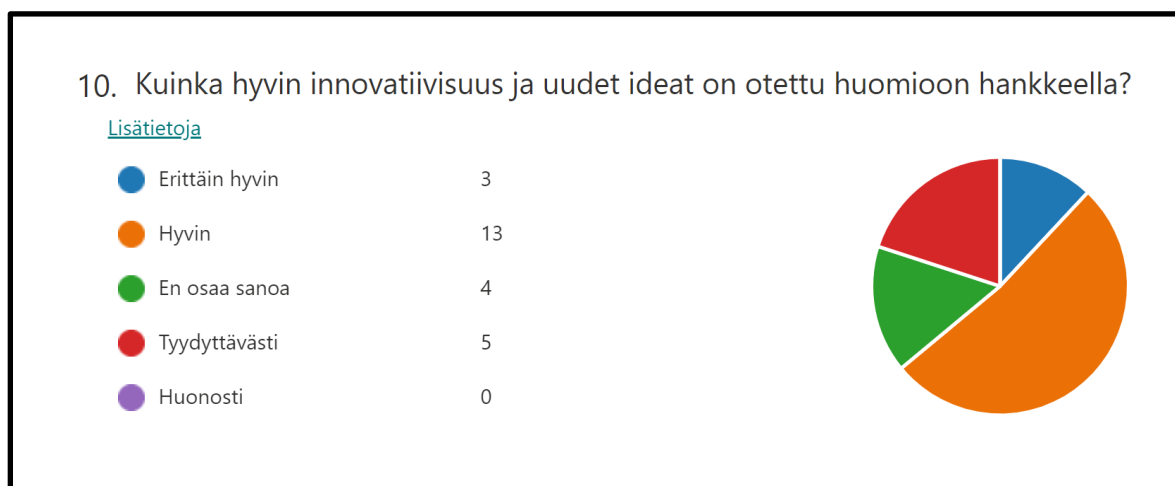 10. Kuinka hyvin innovatiivisuus ja uudet ideat on otettu huomioon hankkeella?
Lisätietoja
Erittäin hyvin 3
Hyvin 13
En osaa sanoa 4
Tyydyttävästi 5
Huonosti 0